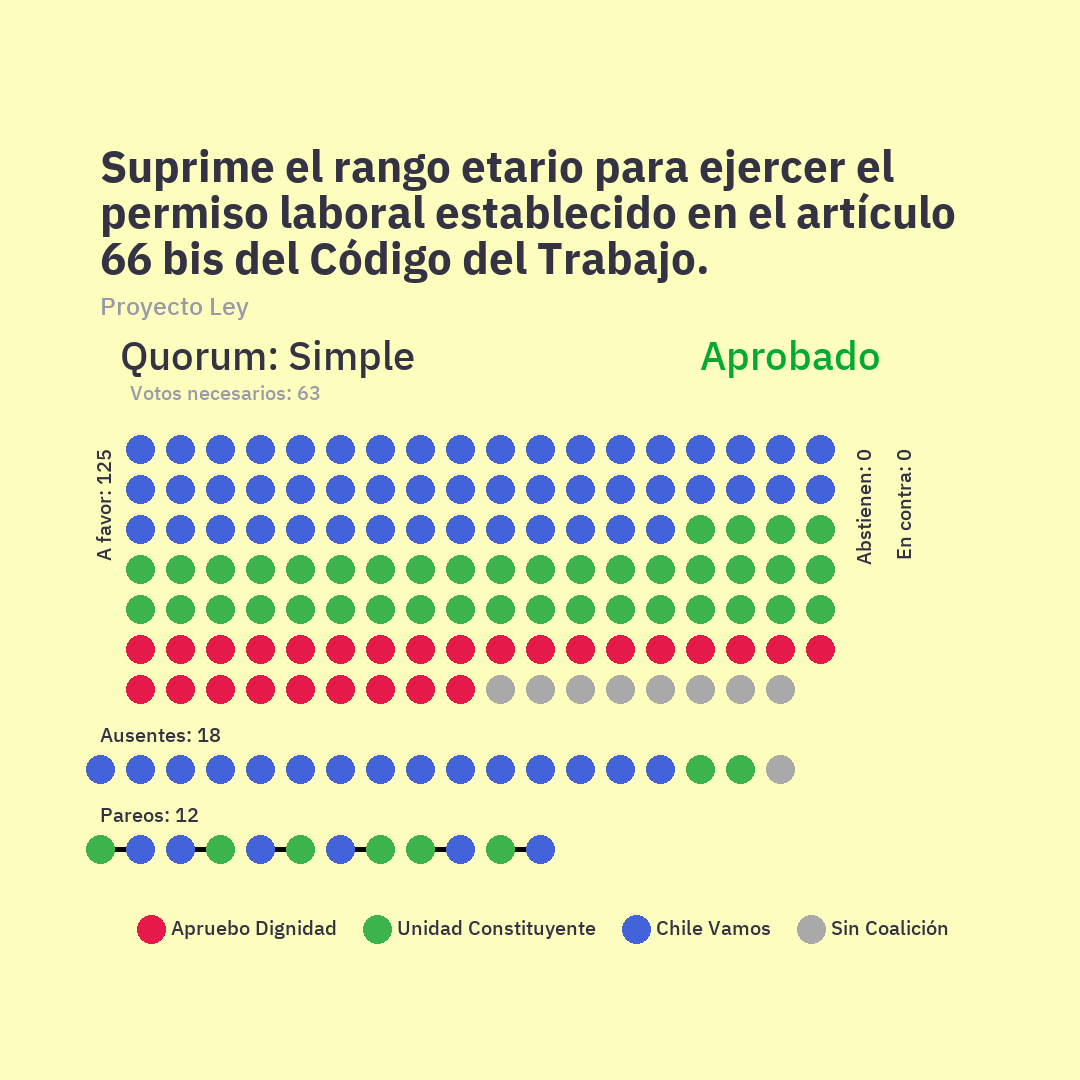 Suprime el rango etario para ejercer el
permiso laboral establecido en el artículo
66 bis del Código del Trabajo.
Proyecto Ley
Quorum: Simple
Aprobado
Votos necesarios: 63
A favor: 125
Abstienen: 0
En contra: 0
Ausentes: 18
Pareos: 12
Apruebo Dignidad
Unidad Constituyente
Chile Vamos
Sin Coalición